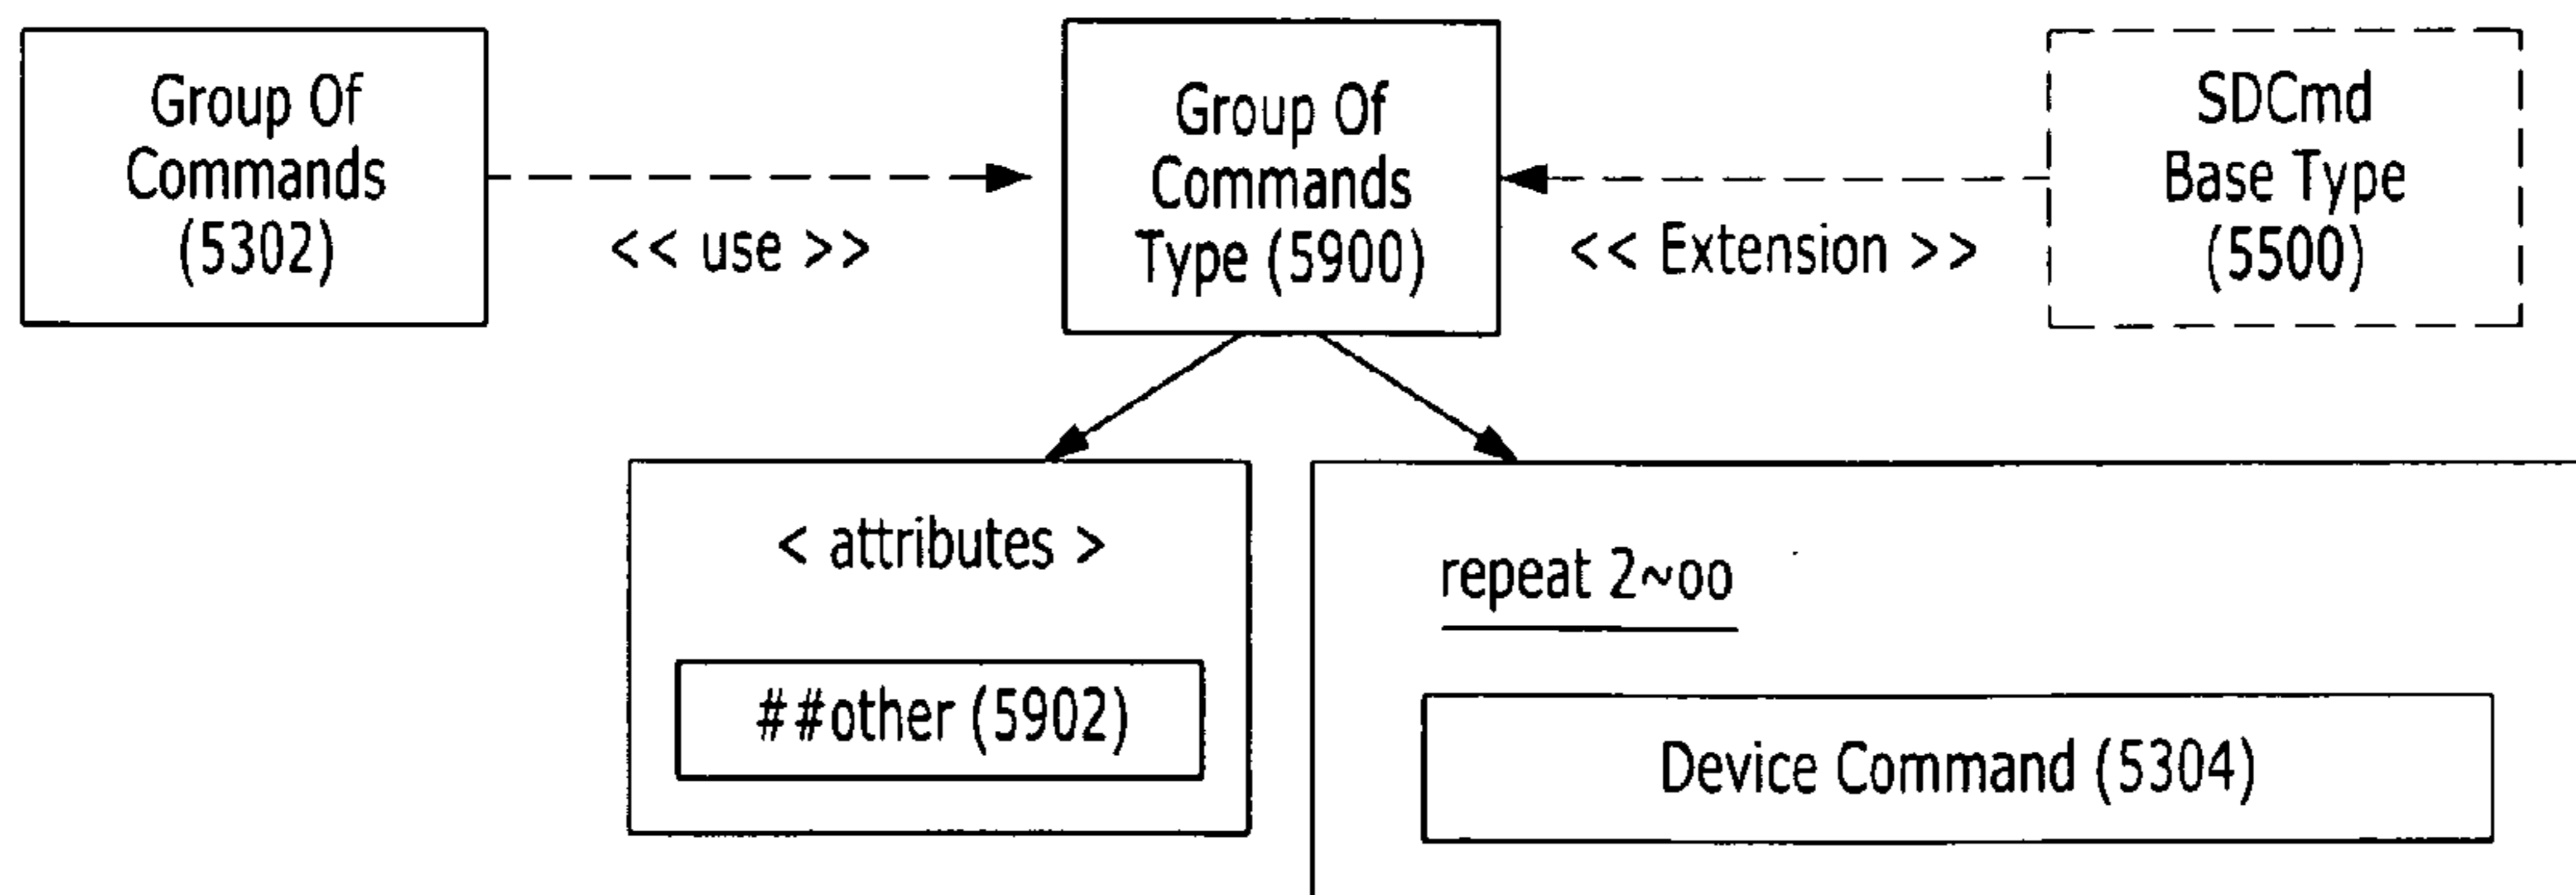 Group Of
Commands
(5302)
<< use >>
Group Of
Commands
Type (5900)
<< Extension >>
SDCmd
Base Type
(5500)
< attributes >
##other (5902)
repeat 2~oo
Device Command (5304)